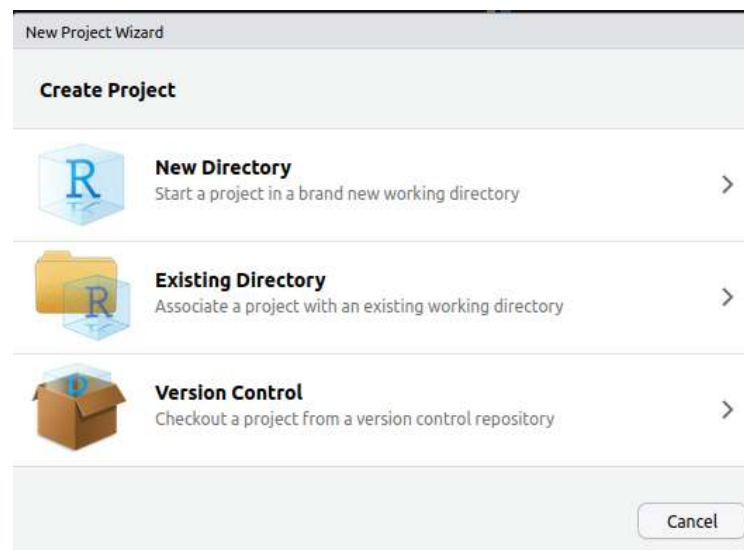 New Project Wizard
Create Project
R
New Directory
Start a project in a brand new working directory
R
Existing Directory
Associate a project with an existing working directory
Version Control
Checkout a project from a version control repository
Cancel